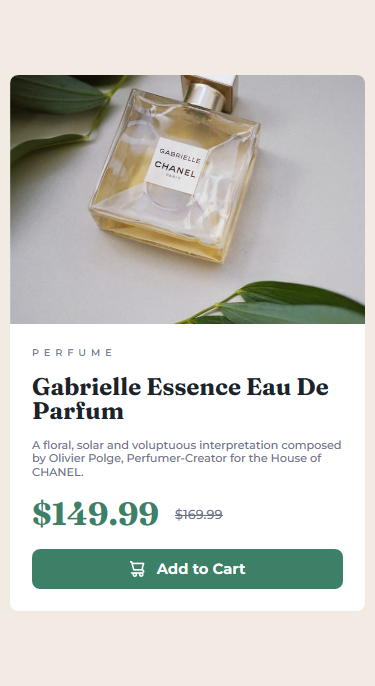 GABRIELLE
CHANEL
PARIS
PERFUME
Gabrielle Essence Eau De
Parfum
A floral, solar and voluptuous interpretation composed
by Olivier Polge, Perfumer-Creator for the House of
CHANEL.
$149.99 $169.99
Add to Cart